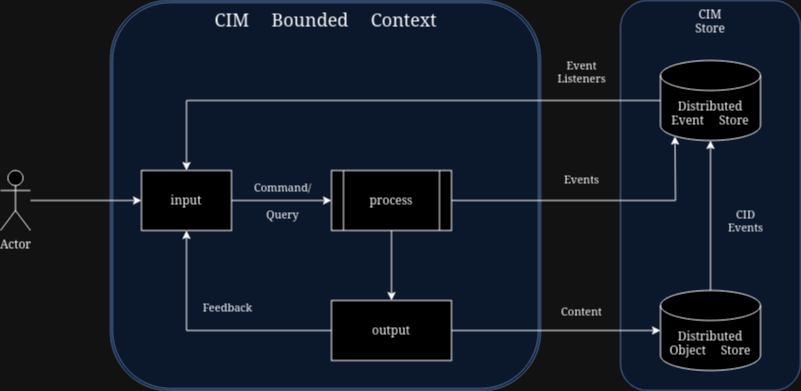 CIM Bounded Context
CIM
Store
Event
Listeners
Distributed
Event Store
Actor
input
Command/
Query
process
Events
CID
Events
Feedback
output
Content
Distributed
Object Store